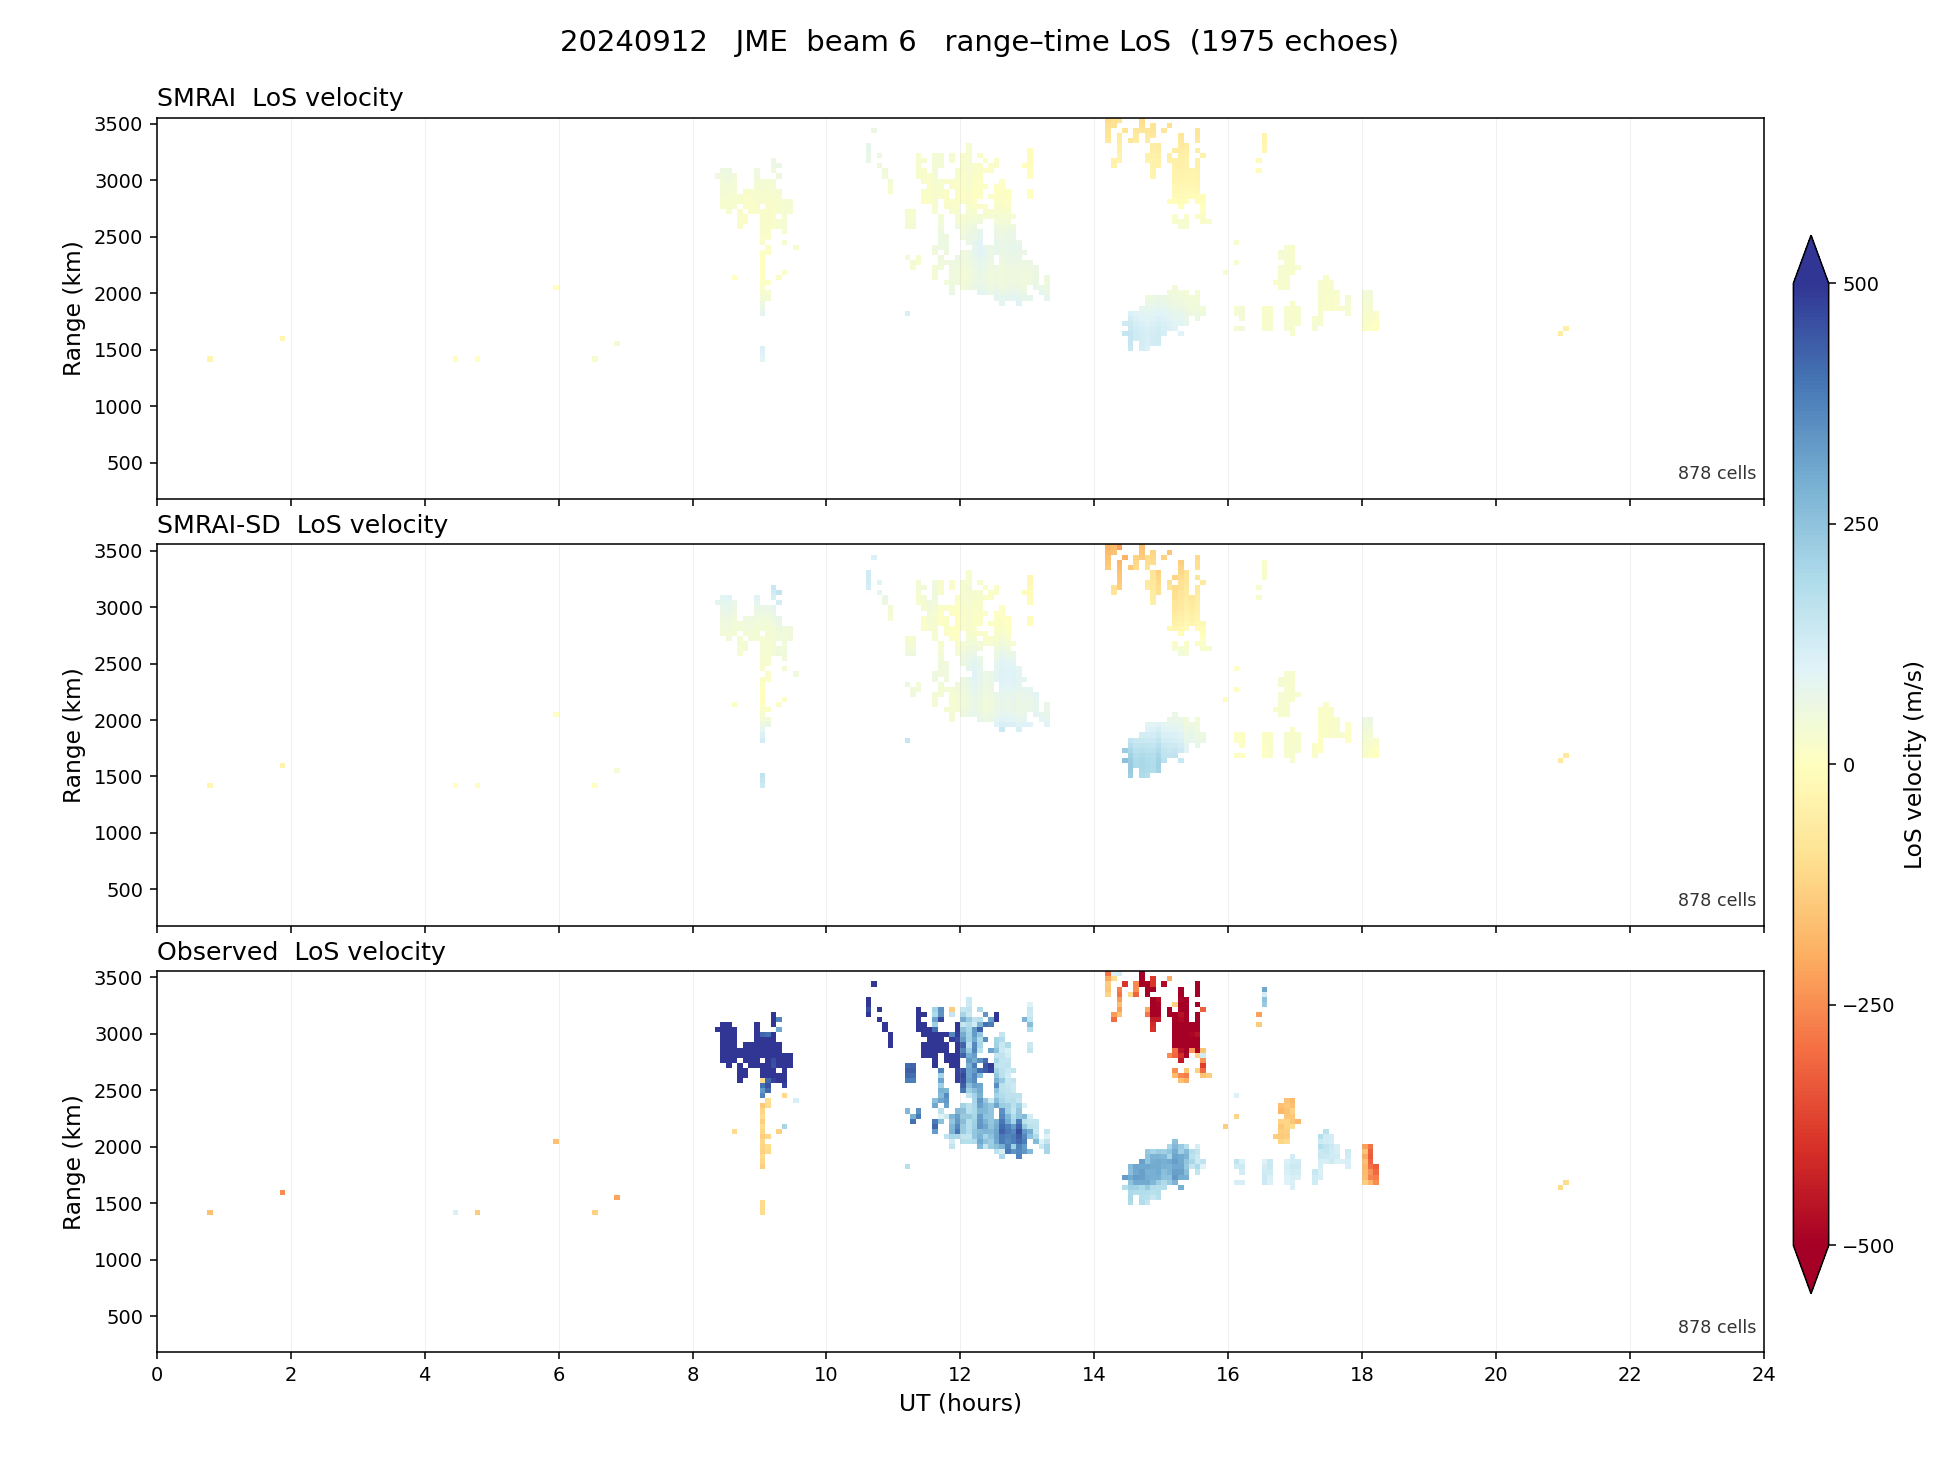 20240912   JME  beam 6   range–time LoS  (1975 echoes)
SMRAI  LoS velocity
3500
3000
2500
2000
1500
1000
500
Range (km)
878 cells
SMRAI-SD  LoS velocity
3500
3000
2500
2000
1500
1000
500
Range (km)
878 cells
Observed  LoS velocity
3500
3000
2500
2000
1500
1000
500
Range (km)
878 cells
0 2 4 6 8 10 12 14 16 18 20 22 24
UT (hours)
500
250
0
−250
−500
LoS velocity (m/s)